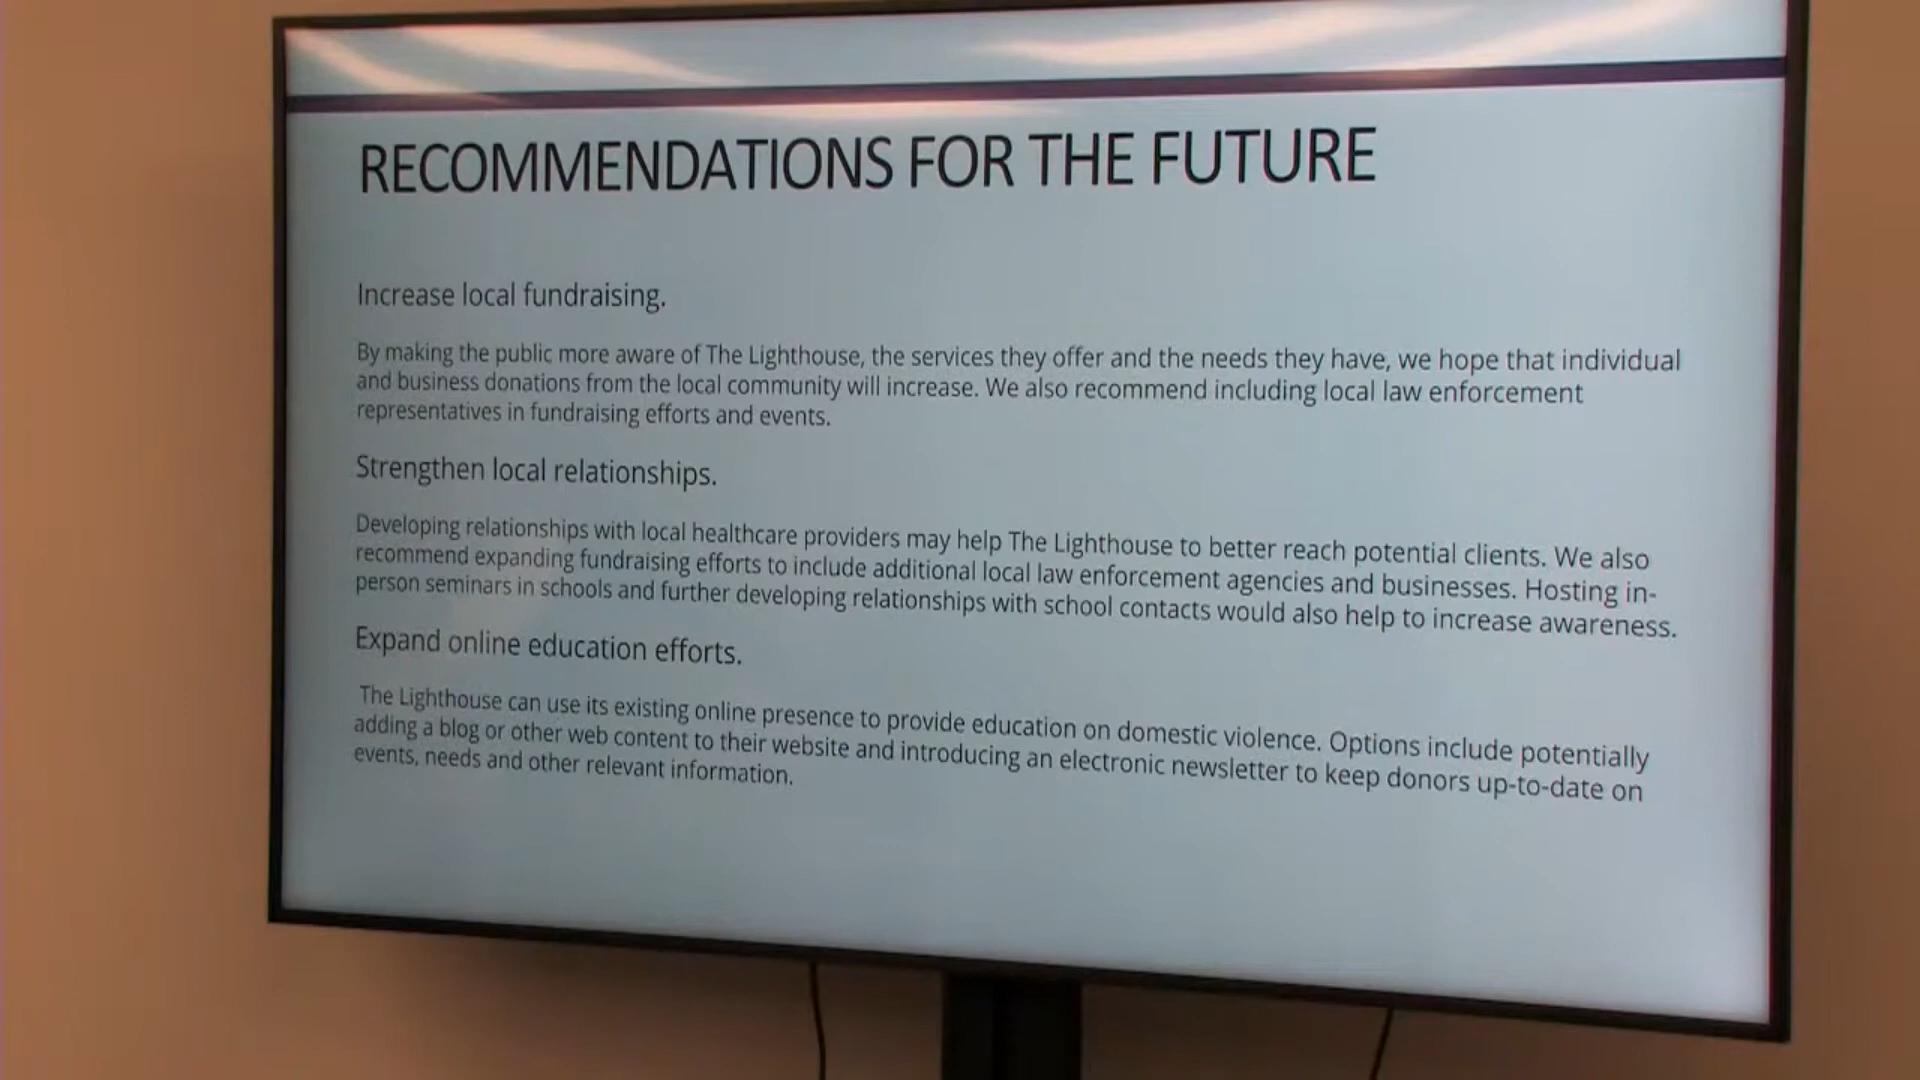 RECOMMENDATIONS FOR THE FUTURE
Increase local fundraising.
By making the public more aware of The Lighthouse, the services they offer and the needs they have, we hope that individual
and business donations from the local community will increase. We also recommend including local law enforcement
representatives in fundraising efforts and events.
Strengthen local relationships.
Developing relationships with local healthcare providers may help The Lighthouse to better reach potential clients. We also
recommend expanding fundraising efforts to include additional local law enforcement agencies and businesses. Hosting in-
person seminars in schools and further developing relationships with school contacts would also help to increase awareness.
Expand online education efforts.
The Lighthouse can use its existing online presence to provide education on domestic violence. Options include potentially
adding a blog or other web content to their website and introducing an electronic newsletter to keep donors up-to-date on
events, needs and other relevant information.